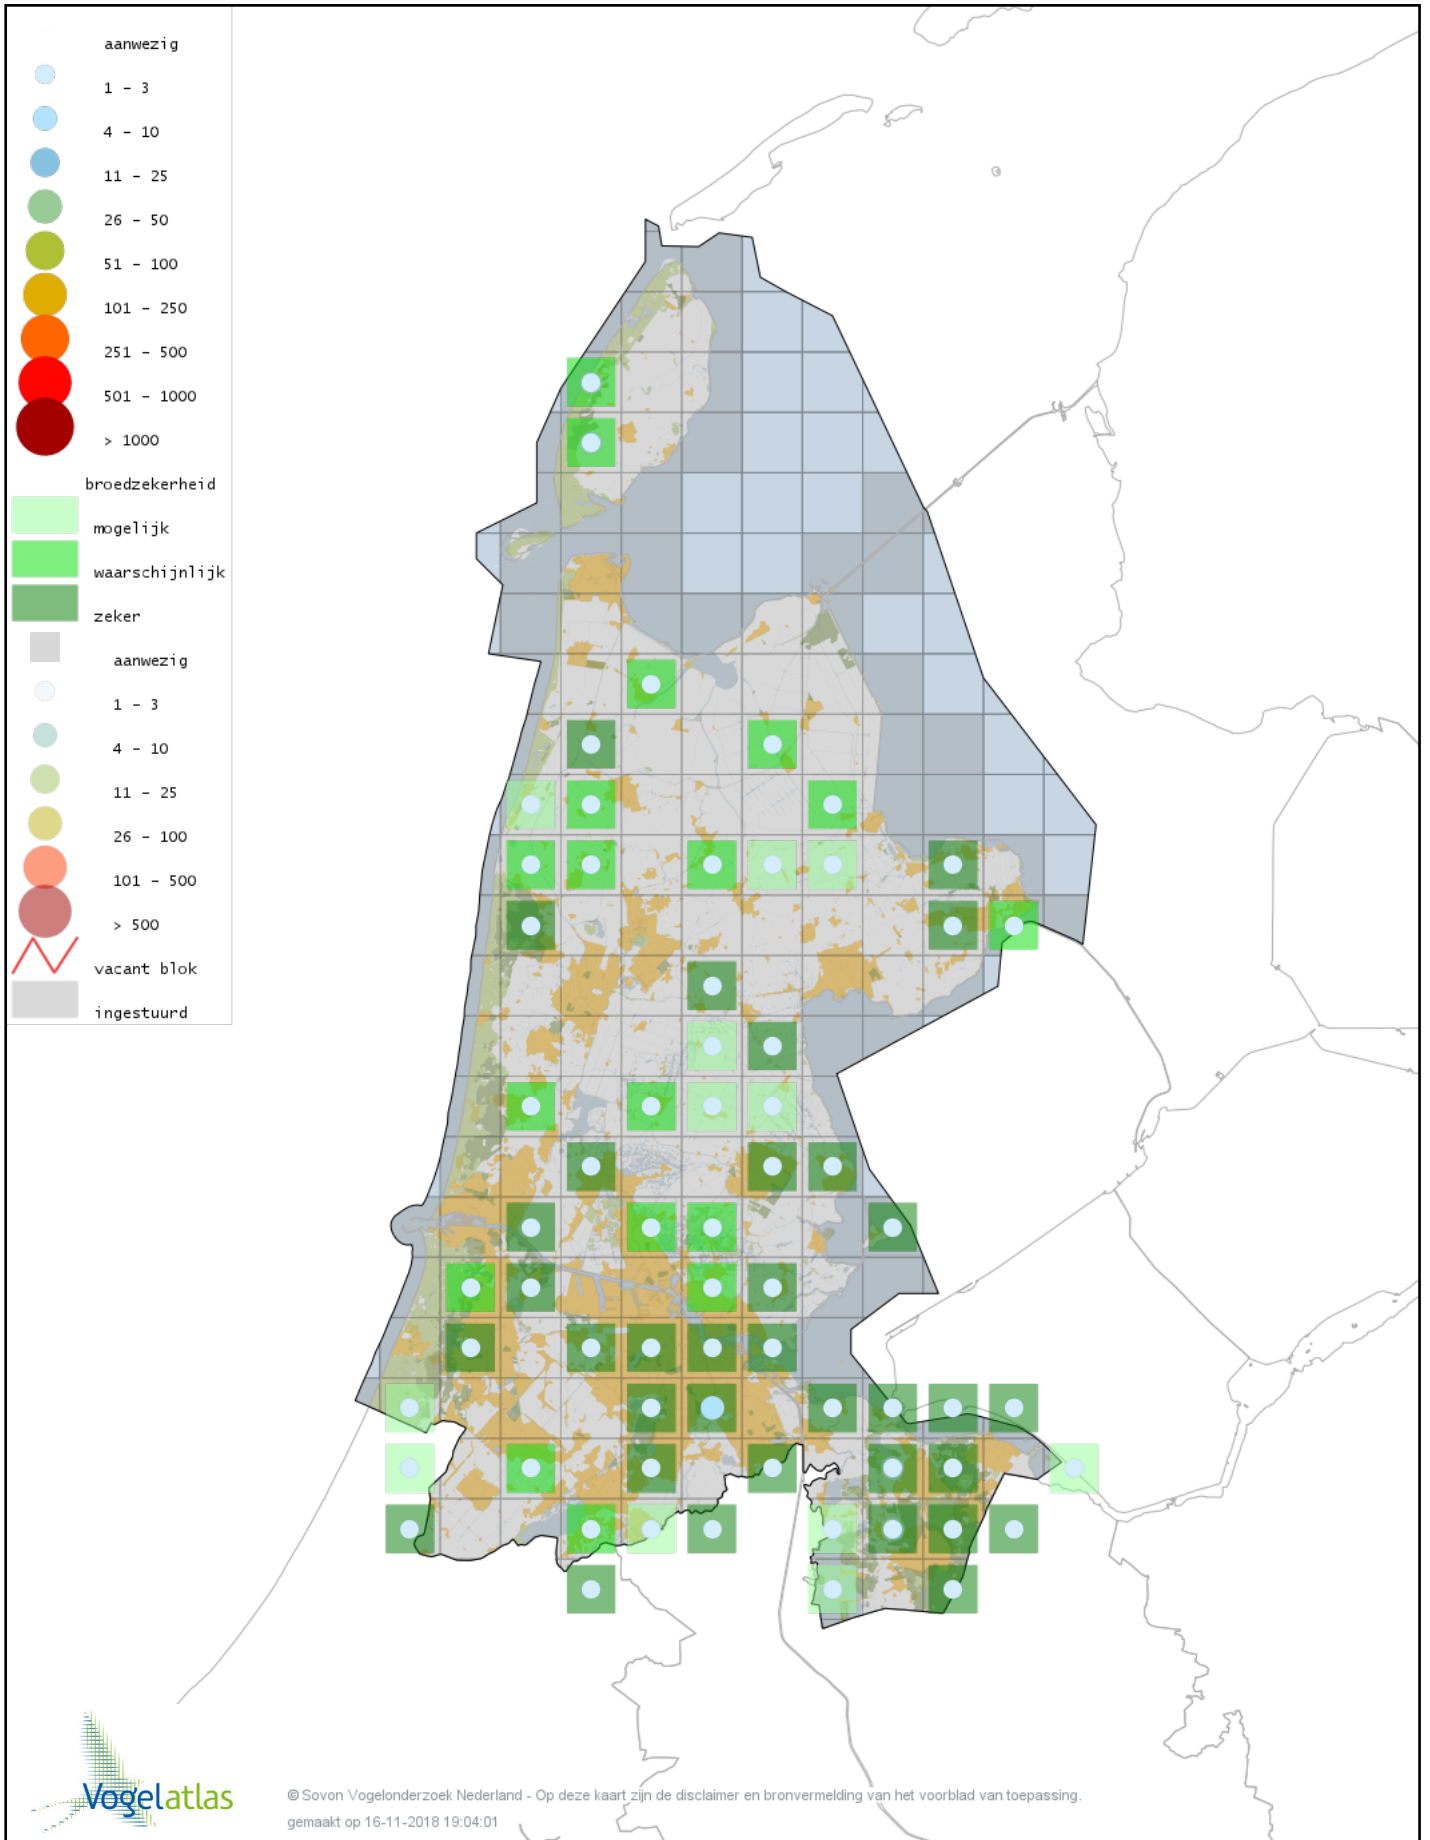 aanwezig
1 - 3
4 - 10
11 - 25
26 - 50
51 - 100
101 - 250
251 - 500
501 - 1000
> 1000
broedzekerheid
mogelijk
waarschijnlijk
zeker
aanwezig
1 - 3
4 - 10
11 - 25
26 - 100
101 - 500
> 500
vacant blok
ingestuurd
Vogelatlas
© Sovon Vogelonderzoek Nederland - Op deze kaart zijn de disclaimer en bronvermelding van het voorblad van toepassing.
gemaakt op 16-11-2018 19:04:01